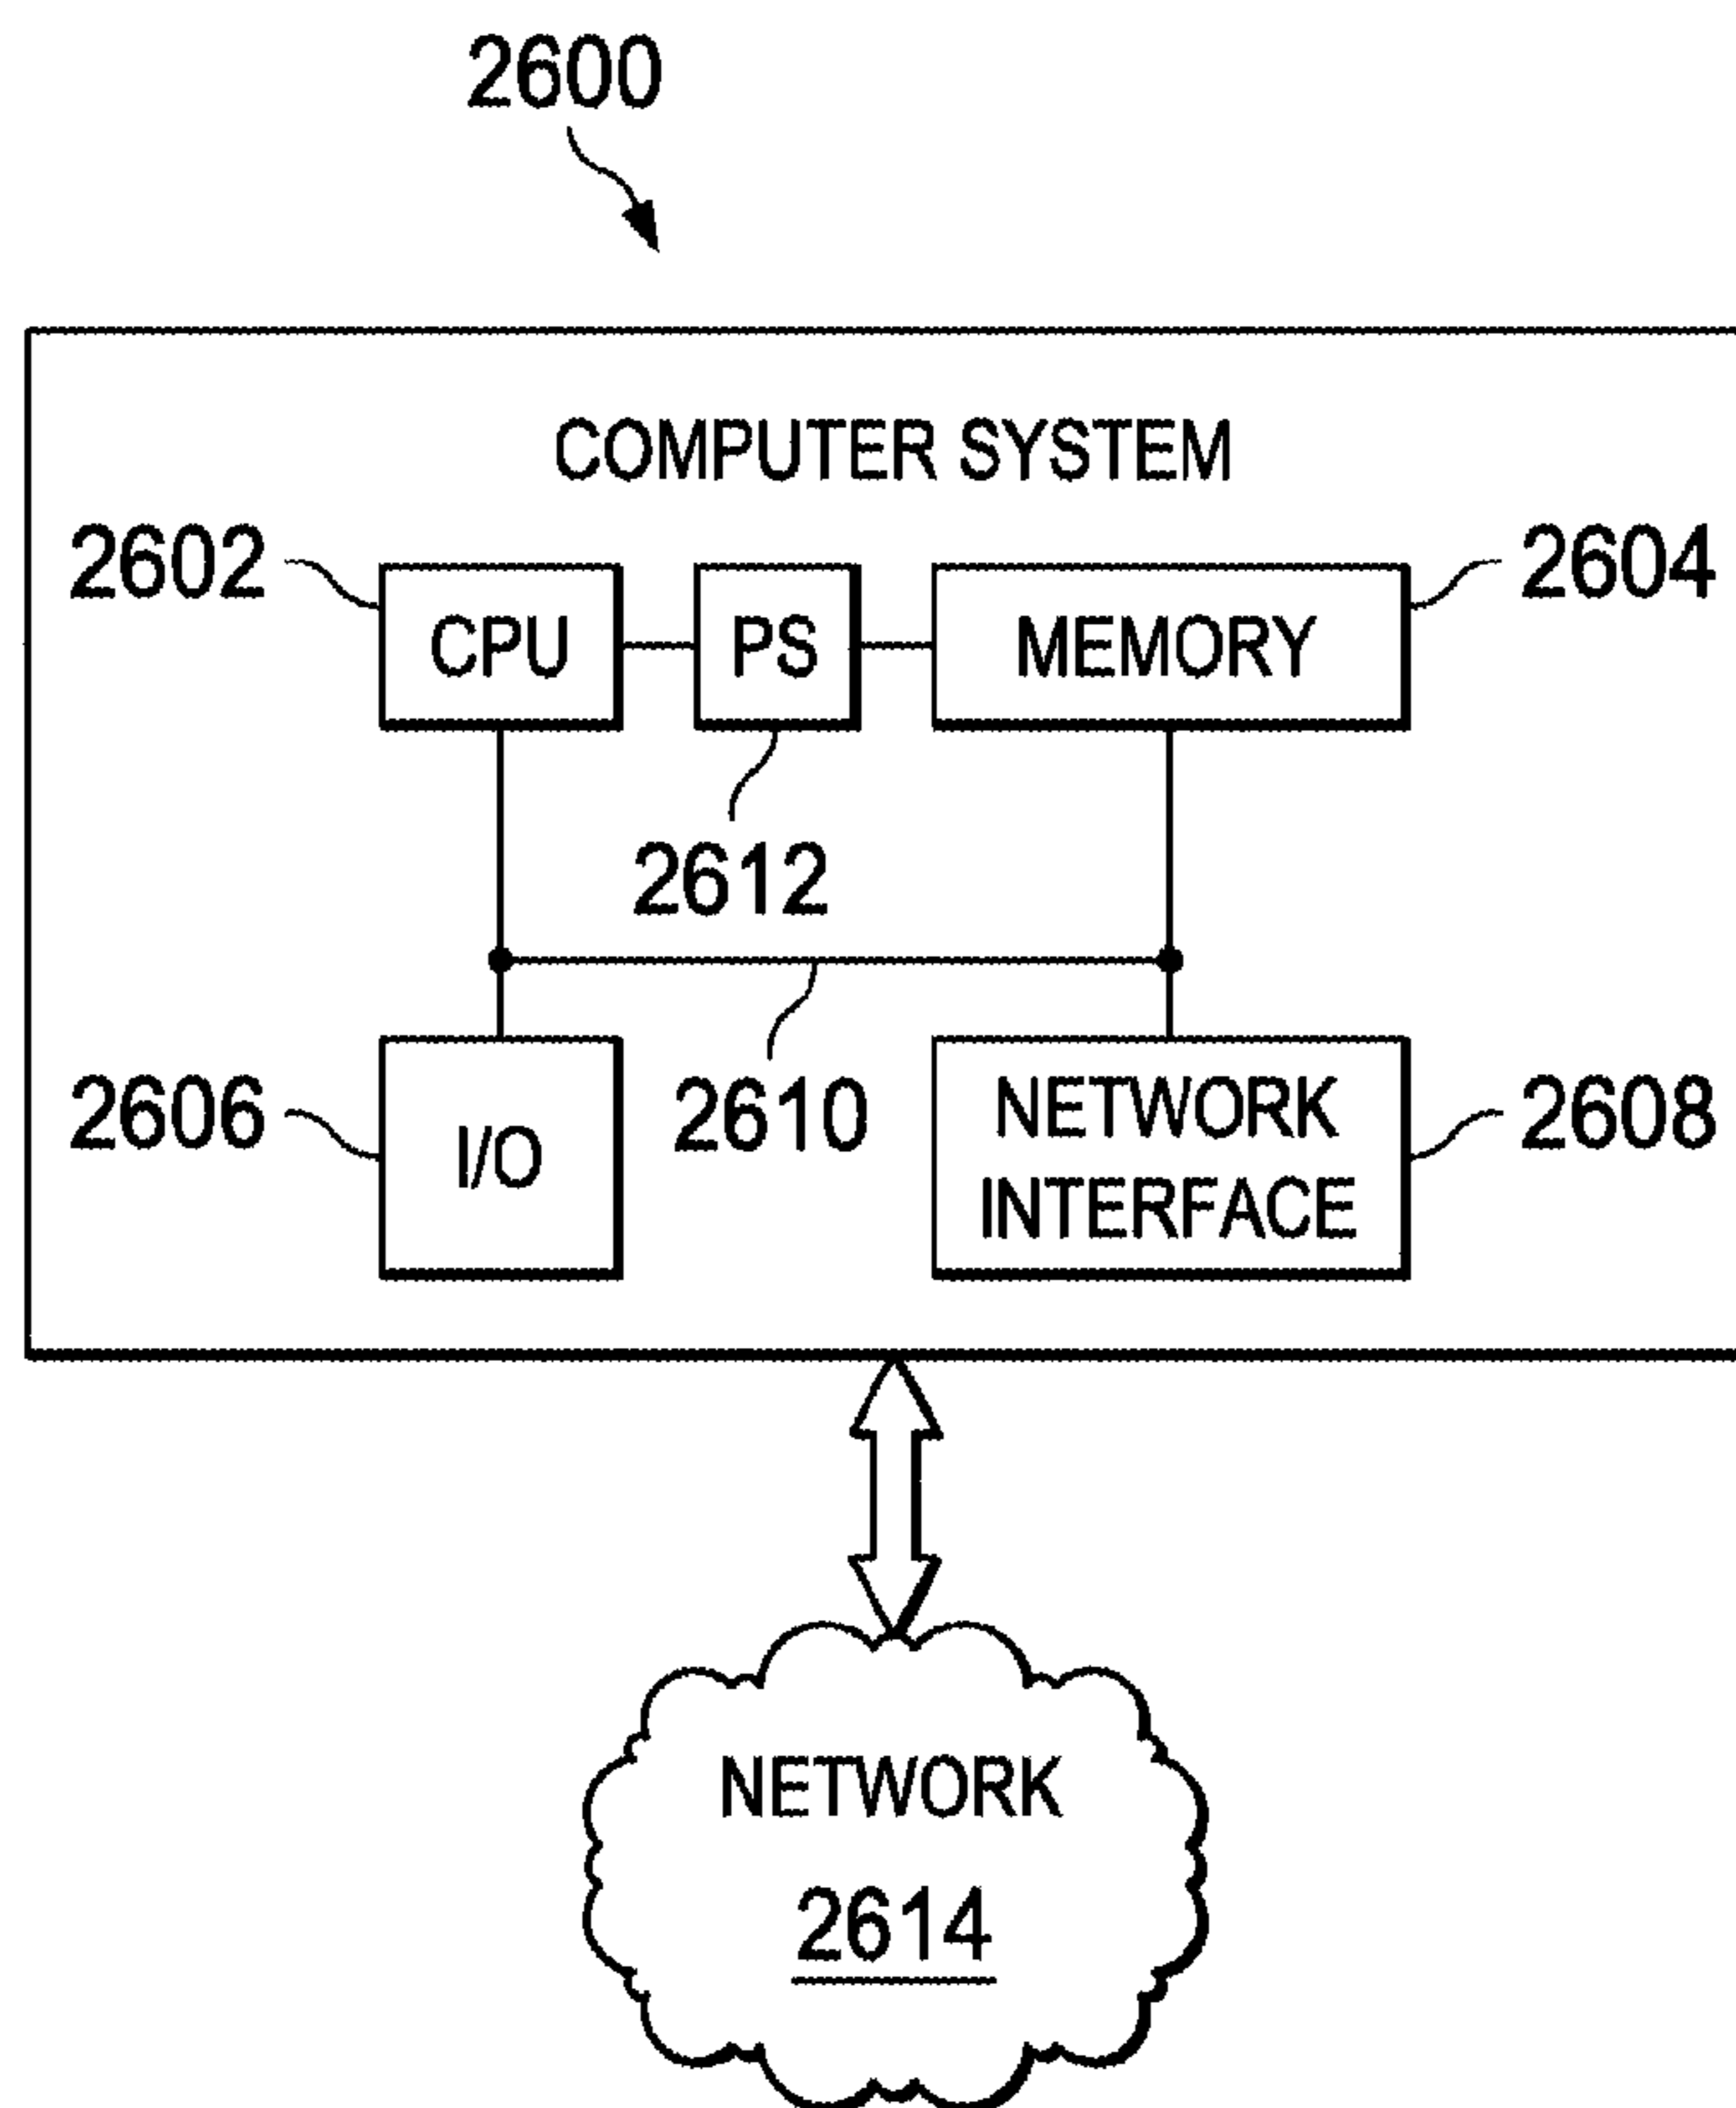 2600
COMPUTER SYSTEM
2602
CPU
PS
MEMORY
2604
2612
2606
I/O
2610
NETWORK
INTERFACE
2608
NETWORK
2614